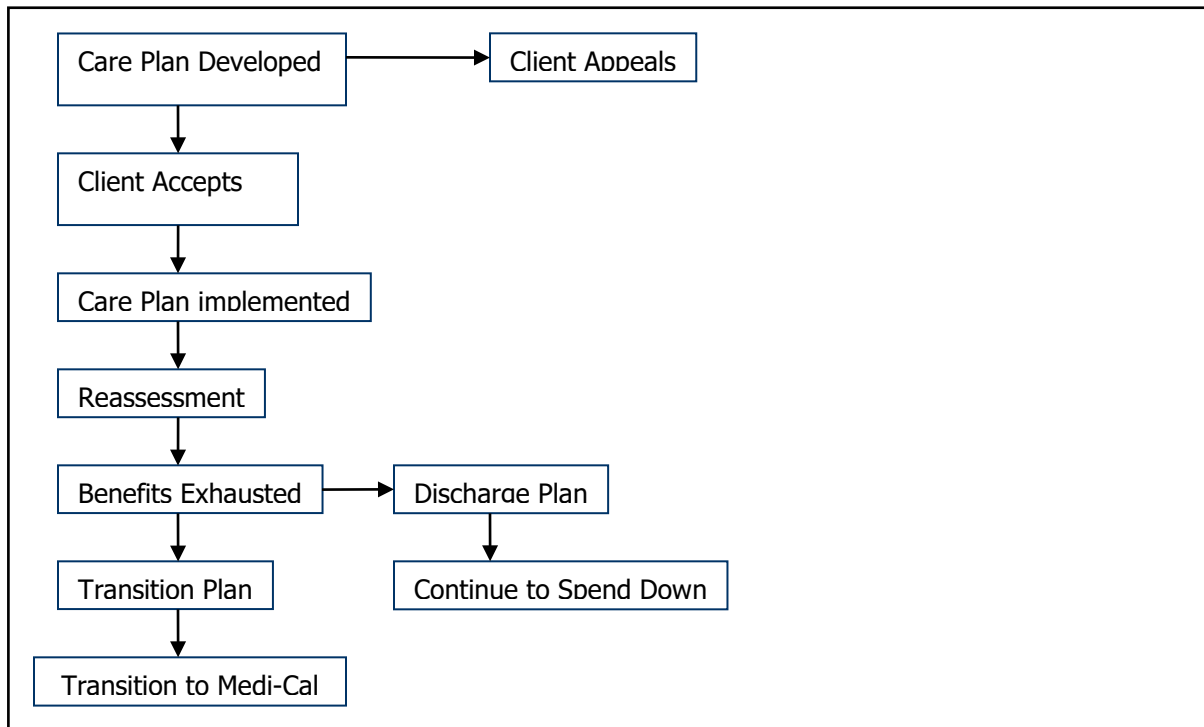 Care Plan Developed
Client Appeals
Client Accepts
Care Plan implemented
Reassessment
Benefits Exhausted
Discharge Plan
Transition Plan
Continue to Spend Down
Transition to Medi-Cal